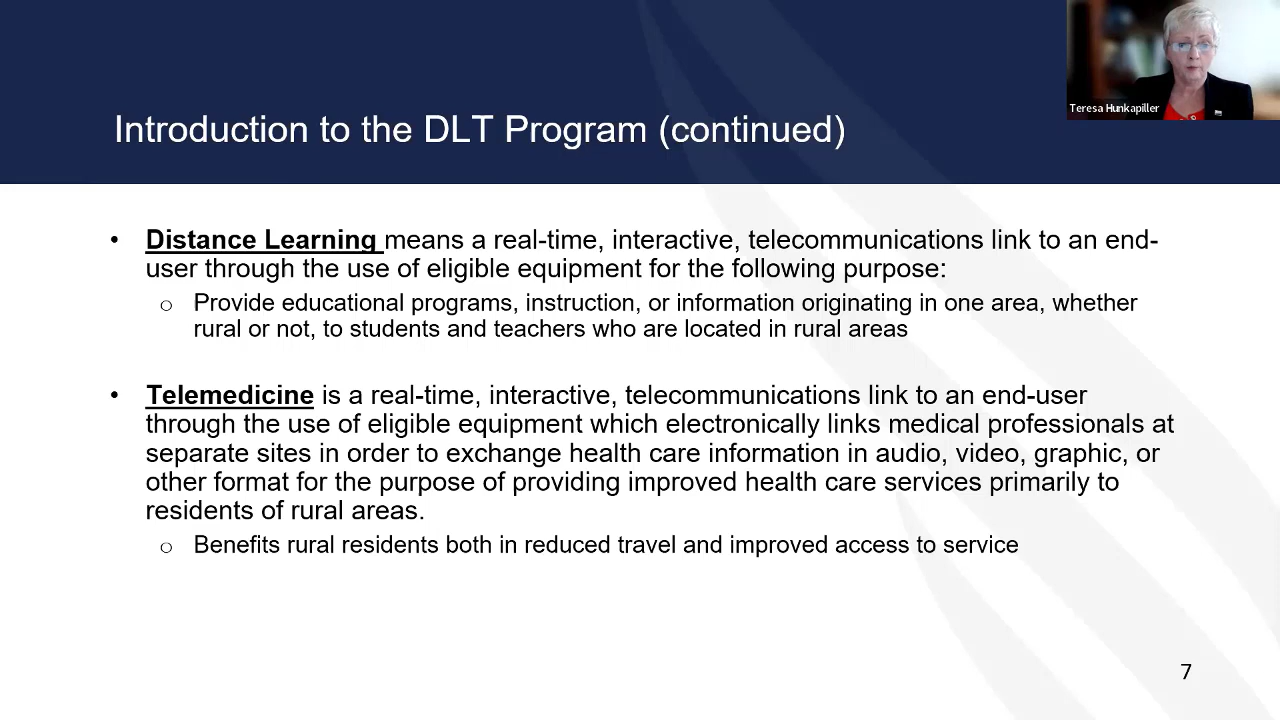 Teresa Hunkapiller
Introduction to the DLT Program (continued)
• Distance Learning means a real-time, interactive, telecommunications link to an end-
user through the use of eligible equipment for the following purpose:
o Provide educational programs, instruction, or information originating in one area, whether
rural or not, to students and teachers who are located in rural areas
• Telemedicine is a real-time, interactive, telecommunications link to an end-user
through the use of eligible equipment which electronically links medical professionals at
separate sites in order to exchange health care information in audio, video, graphic, or
other format for the purpose of providing improved health care services primarily to
residents of rural areas.
o Benefits rural residents both in reduced travel and improved access to service
7